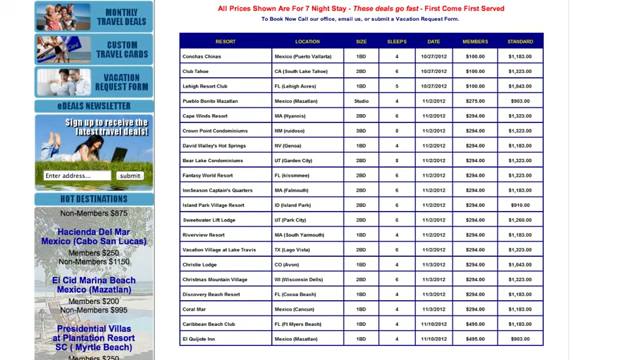 MONTHLY
TRAVEL DEALS
CUSTOM
TRAVEL CARDS
VACATION
REQUEST FORM
eDEALS NEWSLETTER
Sign up to receive the
latest travel deals!
Enter address...
submit
HOT DESTINATIONS
Non-Members $875
Hacienda Del Mar
Mexico (Cabo San Lucas)
Members $250
Non-Members $1150
El Cid Marina Beach
Mexico (Mazatlan)
Members $200
Non-Members $995
Presidential Villas
at Plantation Resort
SC ( Myrtle Beach)
Members $250
All Prices Shown Are For 7 Night Stay - These deals go fast - First Come First Served
To Book Now Call our office, email us, or submit a Vacation Request Form.
RESORT LOCATION SIZE SLEEPS DATE MEMBERS STANDARD
Conchas Chinas Mexico (Puerto Vallarta) 1BD 4 10/27/2012 $100.00 $1,183.00
Club Tahoe CA (South Lake Tahoe) 2BD 6 10/27/2012 $100.00 $1,323.00
Lehigh Resort Club FL (Lehigh Acres) 1BD 5 10/27/2012 $100.00 $1,043.00
Pueblo Bonito Mazatlan Mexico (Mazatlan) Studio 4 11/2/2012 $275.00 $903.00
Cape Winds Resort MA (Hyannis) 2BD 6 11/2/2012 $294.00 $1,323.00
Crown Point Condominiums NM (ruidoso) 3BD 8 11/2/2012 $294.00 $1,323.00
David Walley's Hot Springs NV (Genoa) 1BD 4 11/2/2012 $294.00 $1,183.00
Bear Lake Condominiums UT (Garden City) 2BD 8 11/2/2012 $294.00 $1,323.00
Fantasy World Resort FL (kissmmee) 2BD 6 11/2/2012 $294.00 $1,323.00
InnSeason Captain's Quarters MA (Falmouth) 2BD 6 11/2/2012 $294.00 $1,183.00
Island Park Village Resort ID (Island Park) 2BD 6 11/2/2012 $294.00 $910.00
Sweetwater Lift Lodge UT (Park City) 2BD 6 11/2/2012 $294.00 $1,260.00
Riverview Resort MA (South Yarmouth) 1BD 4 11/2/2012 $294.00 $1,183.00
Vacation Village at Lake Travis TX (Lago Vista) 2BD 6 11/2/2012 $294.00 $1,323.00
Christie Lodge CO (Avon) 1BD 4 11/3/2012 $294.00 $1,043.00
Christmas Mountain Village WI (Wisconsin Dells) 2BD 6 11/3/2012 $294.00 $1,323.00
Discovery Beach Resort FL (Cocoa Beach) 1BD 4 11/3/2012 $294.00 $1,183.00
Coral Mar Mexico (Cancun) 1BD 4 11/3/2012 $294.00 $1,183.00
Caribbean Beach Club FL (Ft Myers Beach) 1BD 4 11/10/2012 $495.00 $1,183.00
El Quijote Inn Mexico (Mazatlan) 1BD 4 11/10/2012 $495.00 $903.00